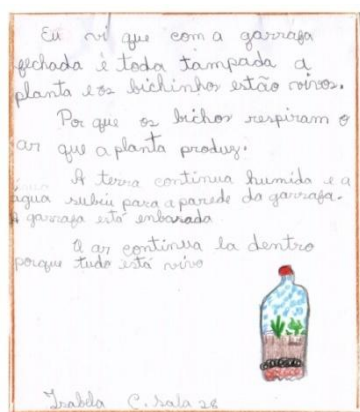 Eu vi que com a garrafa
fechada é toda tampada a
planta e os bichinhos estão vivos.
Por que os bichos respiram o
ar que a planta produz.
A terra continua humida e a
água subiu para a parede da garrafa.
A garrafa está enbasada
O ar continua la dentro
porque tudo está vivo
Isabela C. sala 28